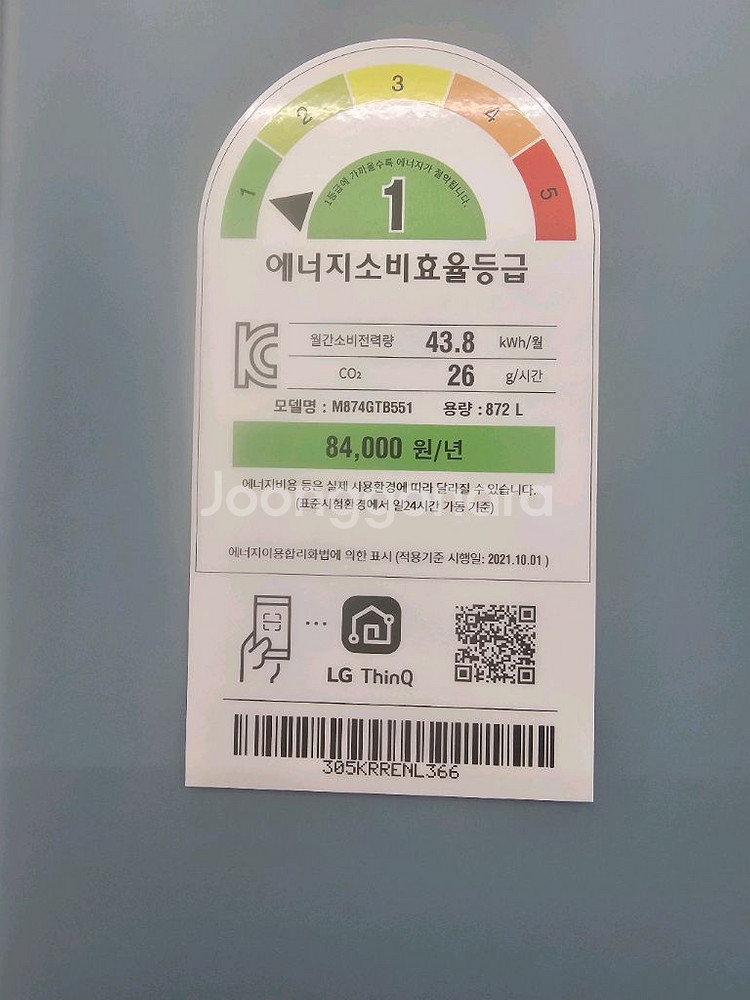 1 2 3 4 5
1등급에 가까울수록 에너지가 절약됩니다.
1
에너지소비효율등급
월간소비전력량 43.8 kWh/월
CO₂ 26 g/시간
모델명 : M874GTB551 용량 : 872 L
84,000 원/년
에너지비용 등은 실제 사용환경에 따라 달라질 수 있습니다.
Joonggonara
(표준시험환경에서 일24시간 가동 기준)
에너지이용합리화법에 의한 표시 (적용기준 시행일: 2021.10.01 )
LG ThinQ
305KRRENL366